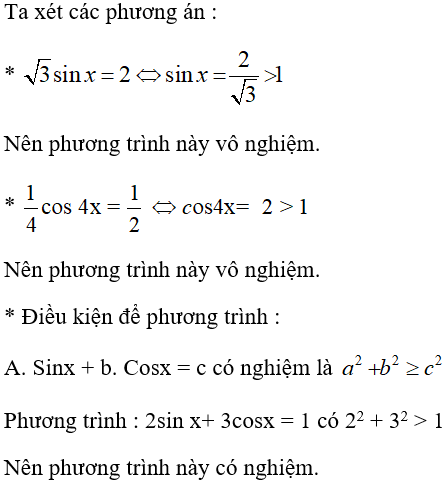 Ta xét các phương án :
* √3 sin x = 2 ⇔ sin x = 2/√3 >1
Nên phương trình này vô nghiệm.
* 1/4 cos 4x = 1/2 ⇔ cos4x= 2 > 1
Nên phương trình này vô nghiệm.
* Điều kiện để phương trình :
A. Sinx + b. Cosx = c có nghiệm là a² +b² ≥ c²
Phương trình : 2sin x+ 3cosx = 1 có 2² + 3² > 1
Nên phương trình này có nghiệm.